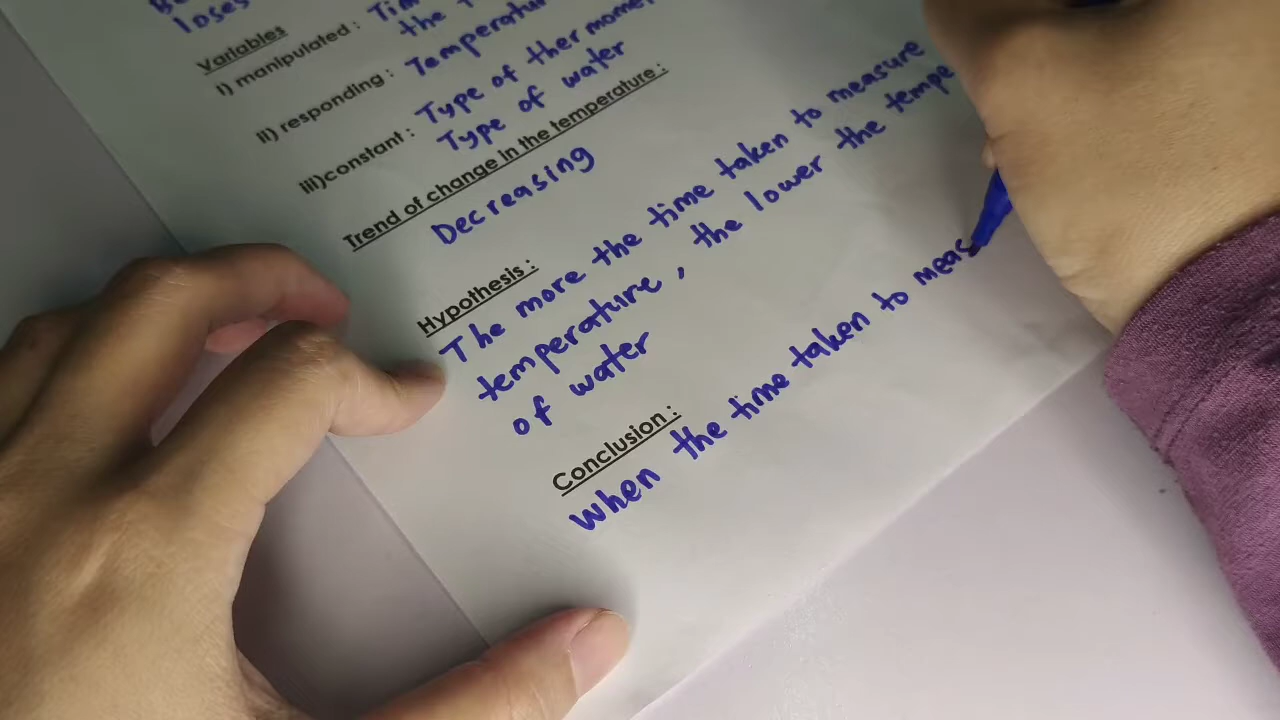 loses
Variables
i) manipulated : Tim
the
ii) responding : Temperatur
iii)constant : Type of thermome
Type of water
Trend of change in the temperature :
Decreasing
Hypothesis :
The more the time taken to measure
temperature , the lower the tempe
of water
Conclusion :
When the time taken to meas